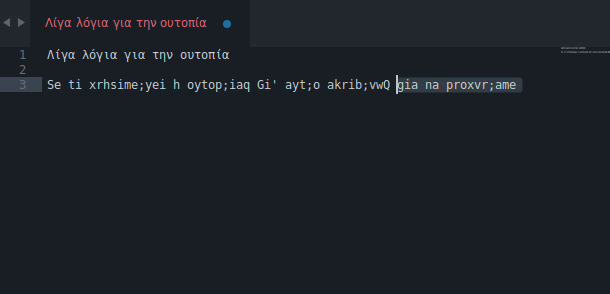 Λίγα λόγια για την ουτοπία
1 Λίγα λόγια για την ουτοπία
2
3 Se ti xrhsime;yei h oytop;iaq Gi' ayt;o akrib;vwQ gia na proxvr;ame